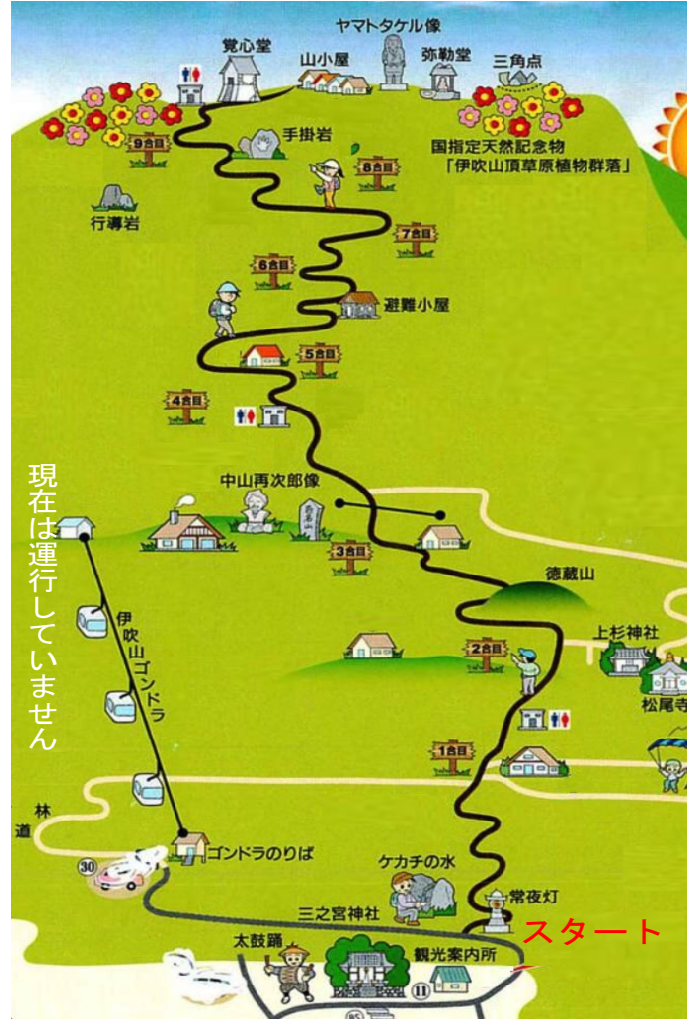 ヤマトタケル像
覚心堂
山小屋
弥勒堂
三角点
手掛岩
国指定天然記念物
「伊吹山頂草原植物群落」
9合目
8合目
行導岩
7合目
6合目
避難小屋
5合目
4合目
中山再次郎像
3合目
徳蔵山
現在は運行していません
伊吹山ゴンドラ
上杉神社
2合目
松尾寺
1合目
林道
ゴンドラのりば
30
ケカチの水
常夜灯
三之宮神社
スタート
太鼓踊
観光案内所
11